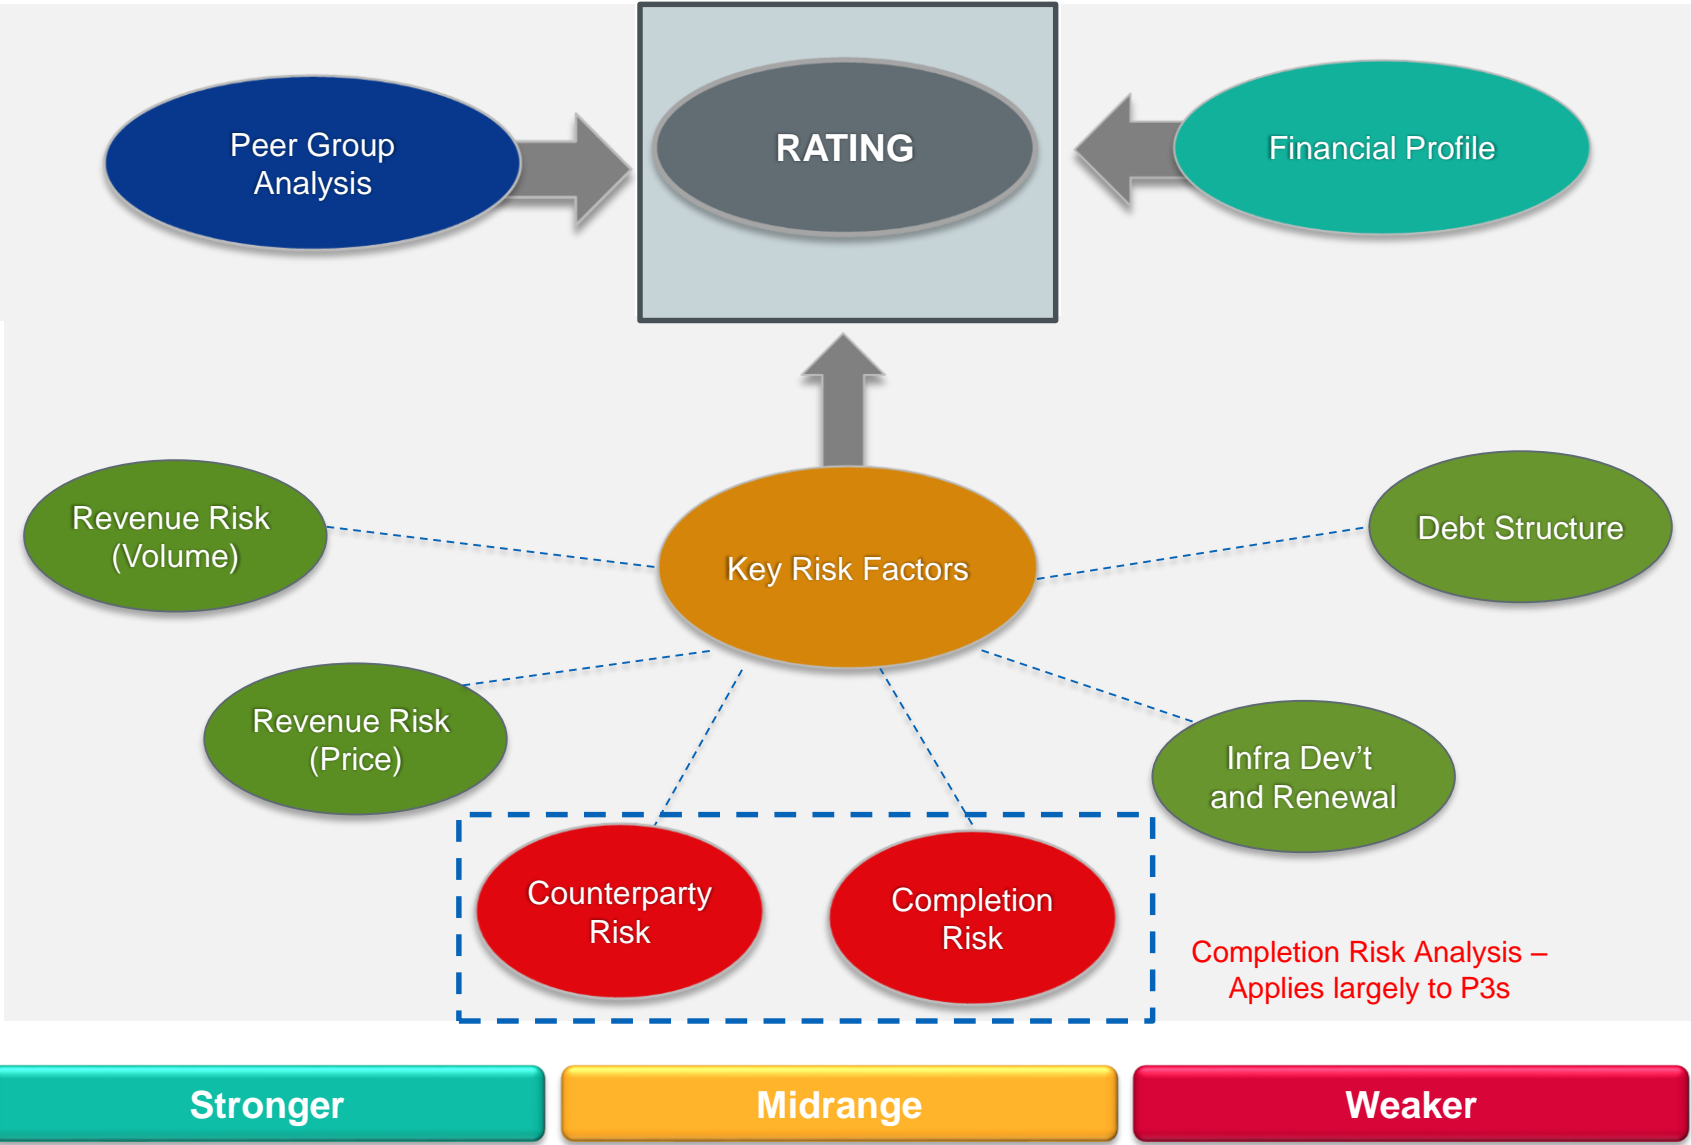 Peer Group
Analysis
RATING
Financial Profile
Revenue Risk
(Volume)
Key Risk Factors
Debt Structure
Revenue Risk
(Price)
Infra Dev’t
and Renewal
Counterparty
Risk
Completion
Risk
Completion Risk Analysis –
Applies largely to P3s
Stronger
Midrange
Weaker